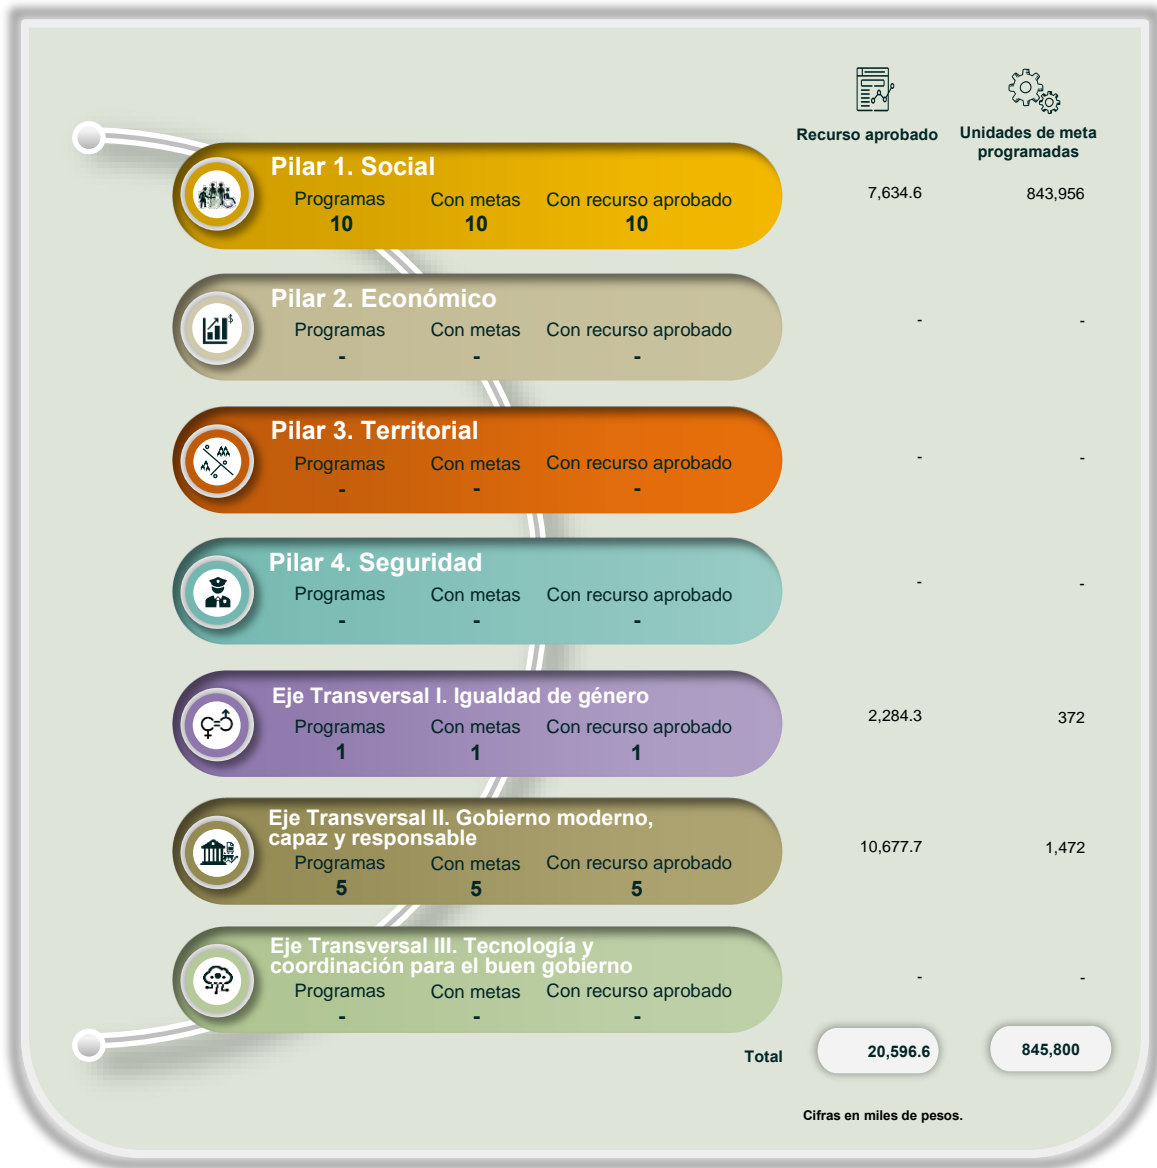 Recurso aprobado
Unidades de meta
programadas
Pilar 1. Social
Programas Con metas Con recurso aprobado
10 10 10
7,634.6 843,956
Pilar 2. Económico
Programas Con metas Con recurso aprobado
- - -
- -
Pilar 3. Territorial
Programas Con metas Con recurso aprobado
- - -
- -
Pilar 4. Seguridad
Programas Con metas Con recurso aprobado
- - -
- -
Eje Transversal I. Igualdad de género
Programas Con metas Con recurso aprobado
1 1 1
2,284.3 372
Eje Transversal II. Gobierno moderno,
capaz y responsable
Programas Con metas Con recurso aprobado
5 5 5
10,677.7 1,472
Eje Transversal III. Tecnología y
coordinación para el buen gobierno
Programas Con metas Con recurso aprobado
- - -
- -
Total 20,596.6 845,800
Cifras en miles de pesos.